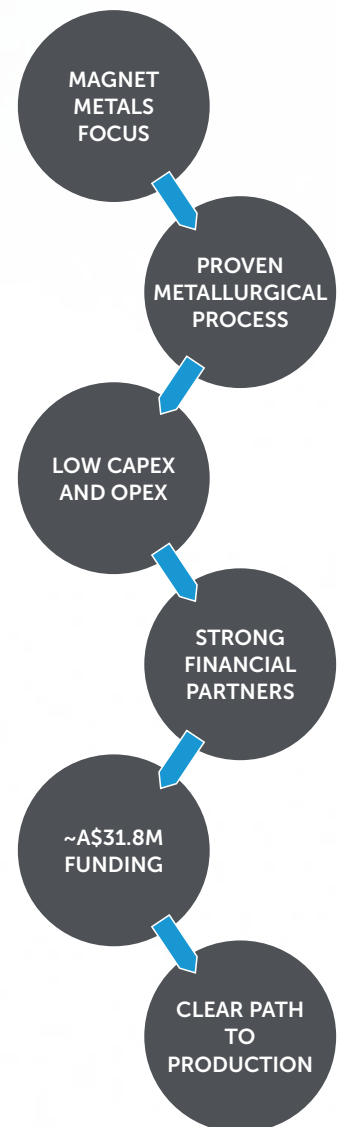 MAGNET
METALS
FOCUS
PROVEN
METALLURGICAL
PROCESS
LOW CAPEX
AND OPEX
STRONG
FINANCIAL
PARTNERS
~A$31.8M
FUNDING
CLEAR PATH
TO
PRODUCTION